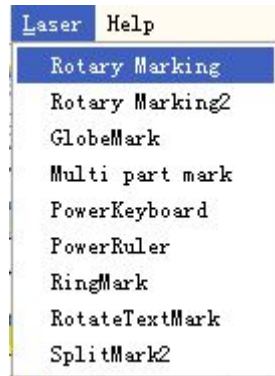 Laser Help
Rotary Marking
Rotary Marking2
GlobeMark
Multi part mark
PowerKeyboard
PowerRuler
RingMark
RotateTextMark
SplitMark2